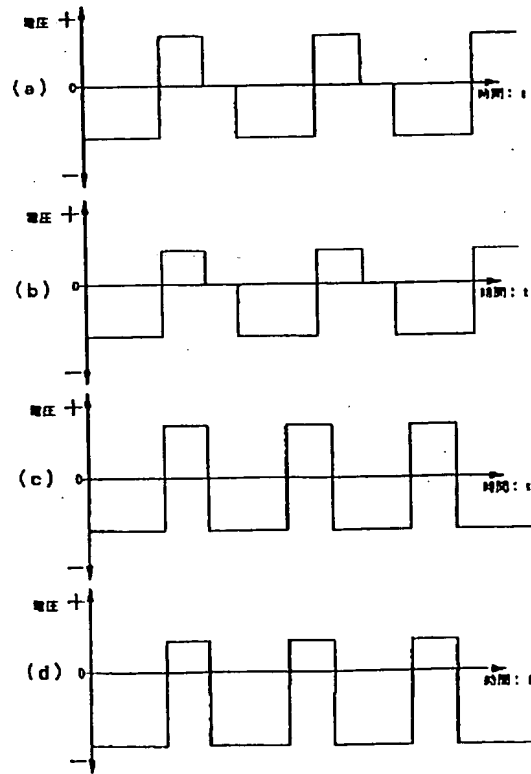 電圧 +
(a) 0
時間: t
−
電圧 +
(b) 0
時間: t
−
電圧 +
(c) 0
時間: t
−
電圧 +
(d) 0
時間:
−